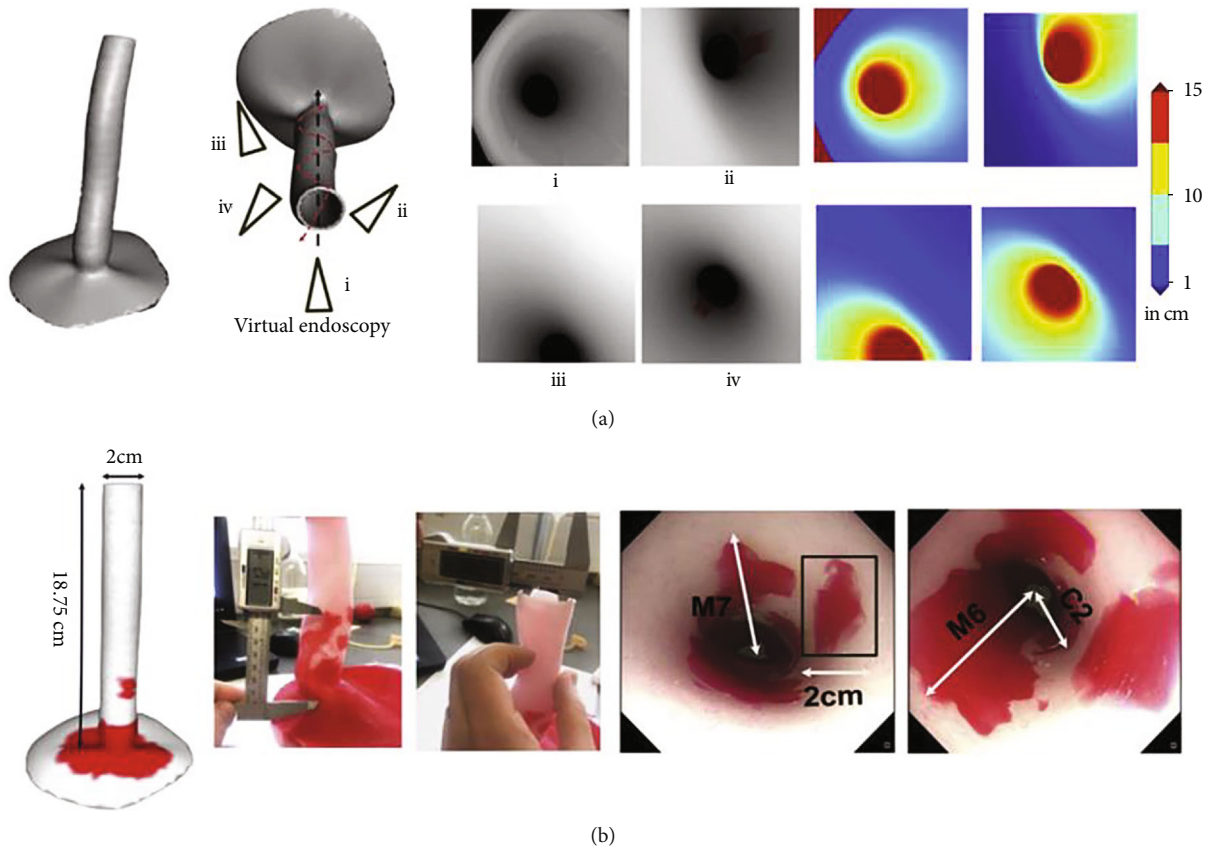 (a)
iii
iv
ii
i
Virtual endoscopy
i
ii
iii
iv
15
10
1
in cm
(b)
2cm
18.75 cm
M7
2cm
M6
C2